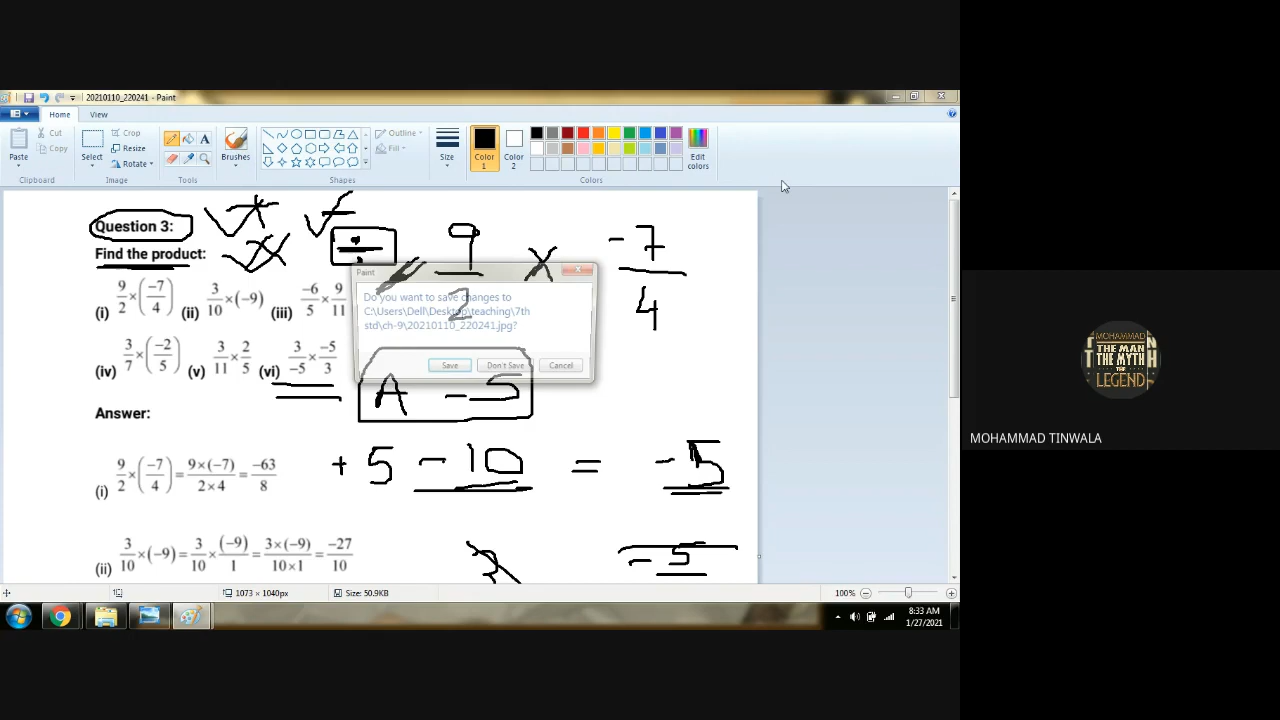 20210110_220241 - Paint
Home View
Paste
Cut
Copy
Clipboard
Select
Crop
Resize
Rotate
Image
A
Tools
Brushes
Shapes
Outline
Fill
Size
Color 1
Color 2
Edit colors
Colors
Question 3:
÷ 9/2 x -7/4
Find the product:
(i) 9/2 × (-7/4) (ii) 3/10 × (-9) (iii) -6/5 × 9/11
(iv) 3/7 × (-2/5) (v) 3/11 × 2/5 (vi) 3/-5 × -5/3
Paint
Do you want to save changes to
C:\Users\Dell\Desktop\teaching\7th
std\ch-9\20210110_220241.jpg?
Save Don't Save Cancel
A -5
Answer:
+5 -10 = -5
(i) 9/2 × (-7/4) = 9×(-7)/2×4 = -63/8
(ii) 3/10 × (-9) = 3/10 × (-9)/1 = 3×(-9)/10×1 = -27/10
-5
1073 × 1040px
Size: 50.9KB
100%
8:33 AM
1/27/2021
MOHAMMAD
THE MAN
THE MYTH
THE
LEGEND
MOHAMMAD TINWALA